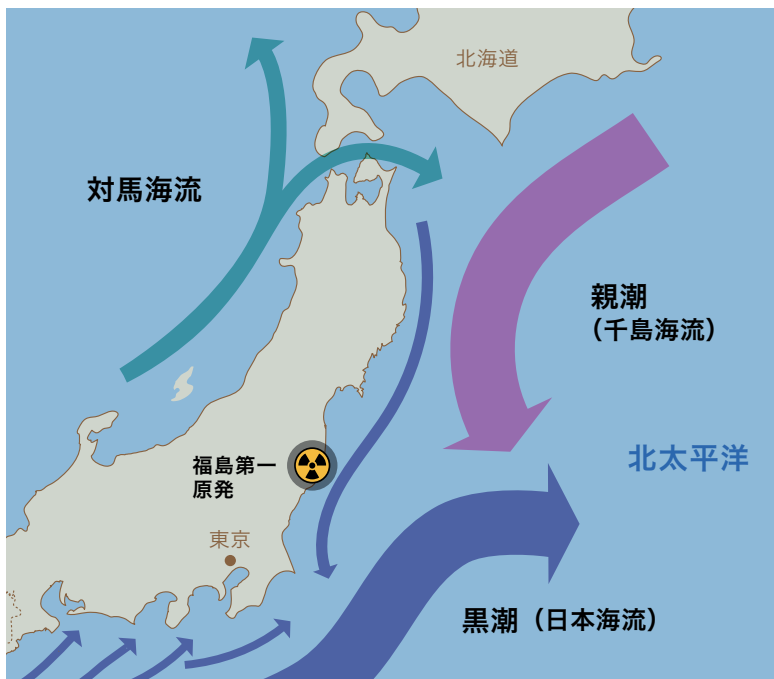 北海道
対馬海流
親潮
（千島海流）
北太平洋
福島第一
原発
東京
黒潮（日本海流）